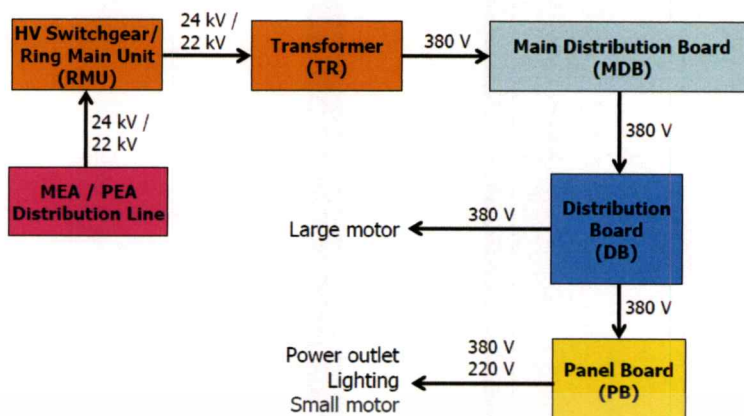 HV Switchgear/
Ring Main Unit
(RMU)
24 kV /
22 kV
Transformer
(TR)
380 V
Main Distribution Board
(MDB)
24 kV /
22 kV
380 V
MEA / PEA
Distribution Line
Distribution
Board
(DB)
380 V
Large motor
380 V
Panel Board
(PB)
380 V
220 V
Power outlet
Lighting
Small motor